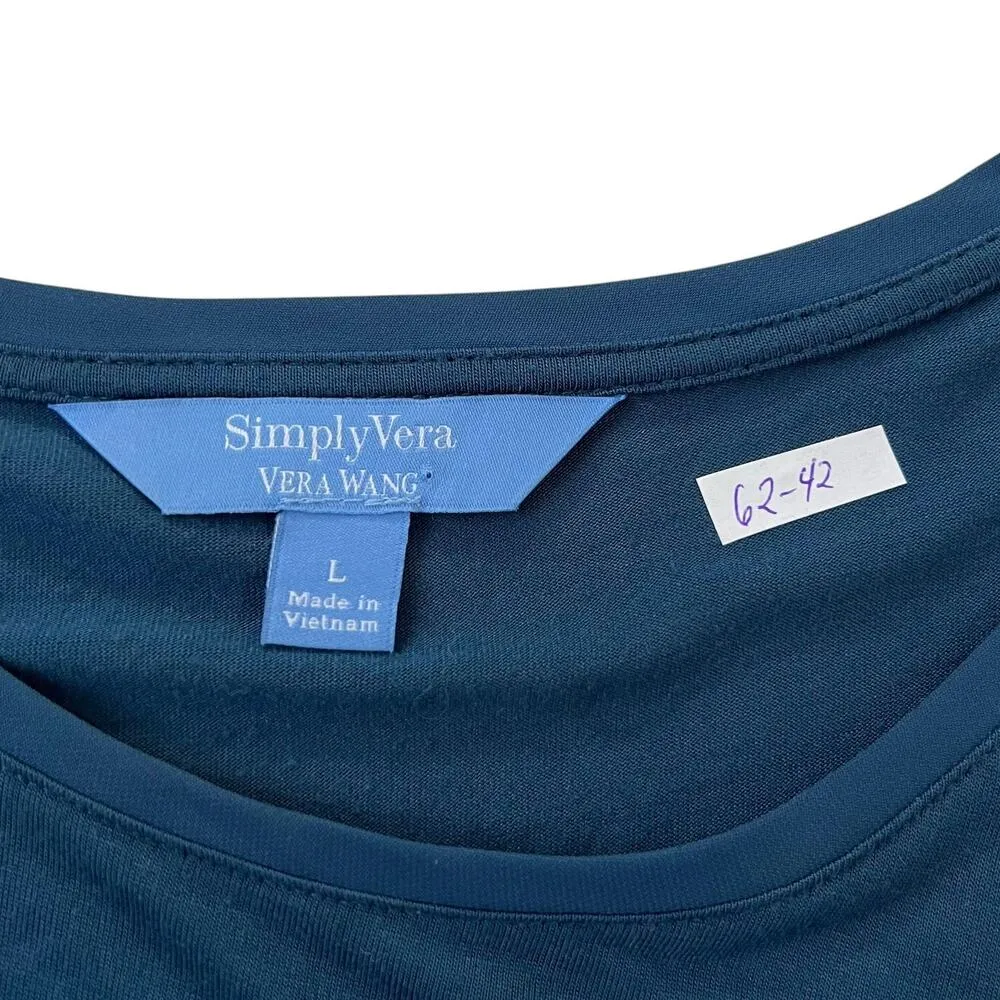 SimplyVera
VERA WANG
62-42
L
Made in
Vietnam